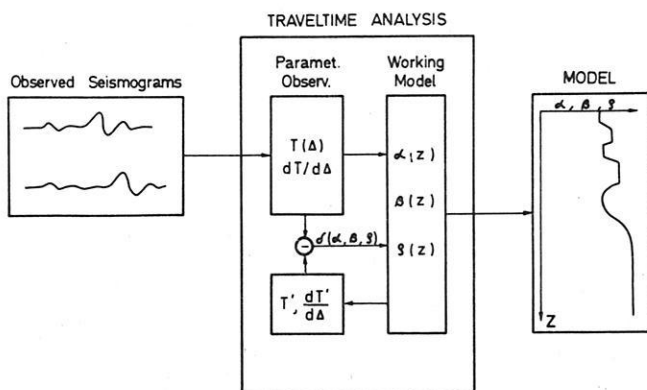 TRAVELTIME ANALYSIS
Observed Seismograms
Paramet.
Observ.
Working
Model
MODEL
α, β, ρ
T(Δ)
dT/dΔ
α(z)
β(z)
ρ(z)
δ(α, β, ρ)
T', dT'/dΔ
Z